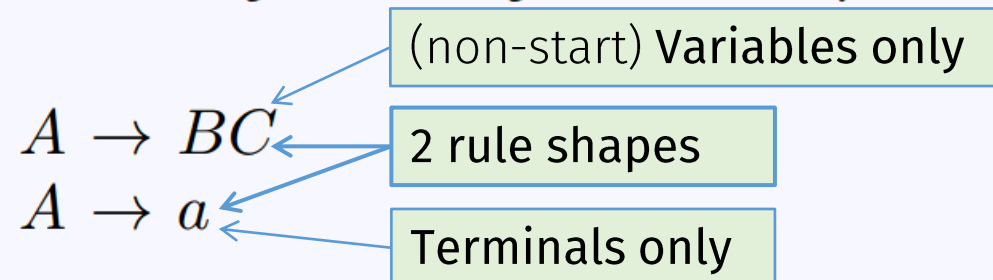 (non-start) Variables only
A → BC
2 rule shapes
A → a
Terminals only